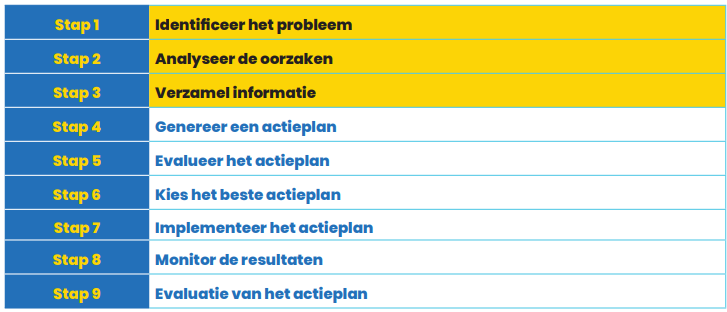 Stap 1 Identificeer het probleem
Stap 2 Analyseer de oorzaken
Stap 3 Verzamel informatie
Stap 4 Genereer een actieplan
Stap 5 Evalueer het actieplan
Stap 6 Kies het beste actieplan
Stap 7 Implementeer het actieplan
Stap 8 Monitor de resultaten
Stap 9 Evaluatie van het actieplan